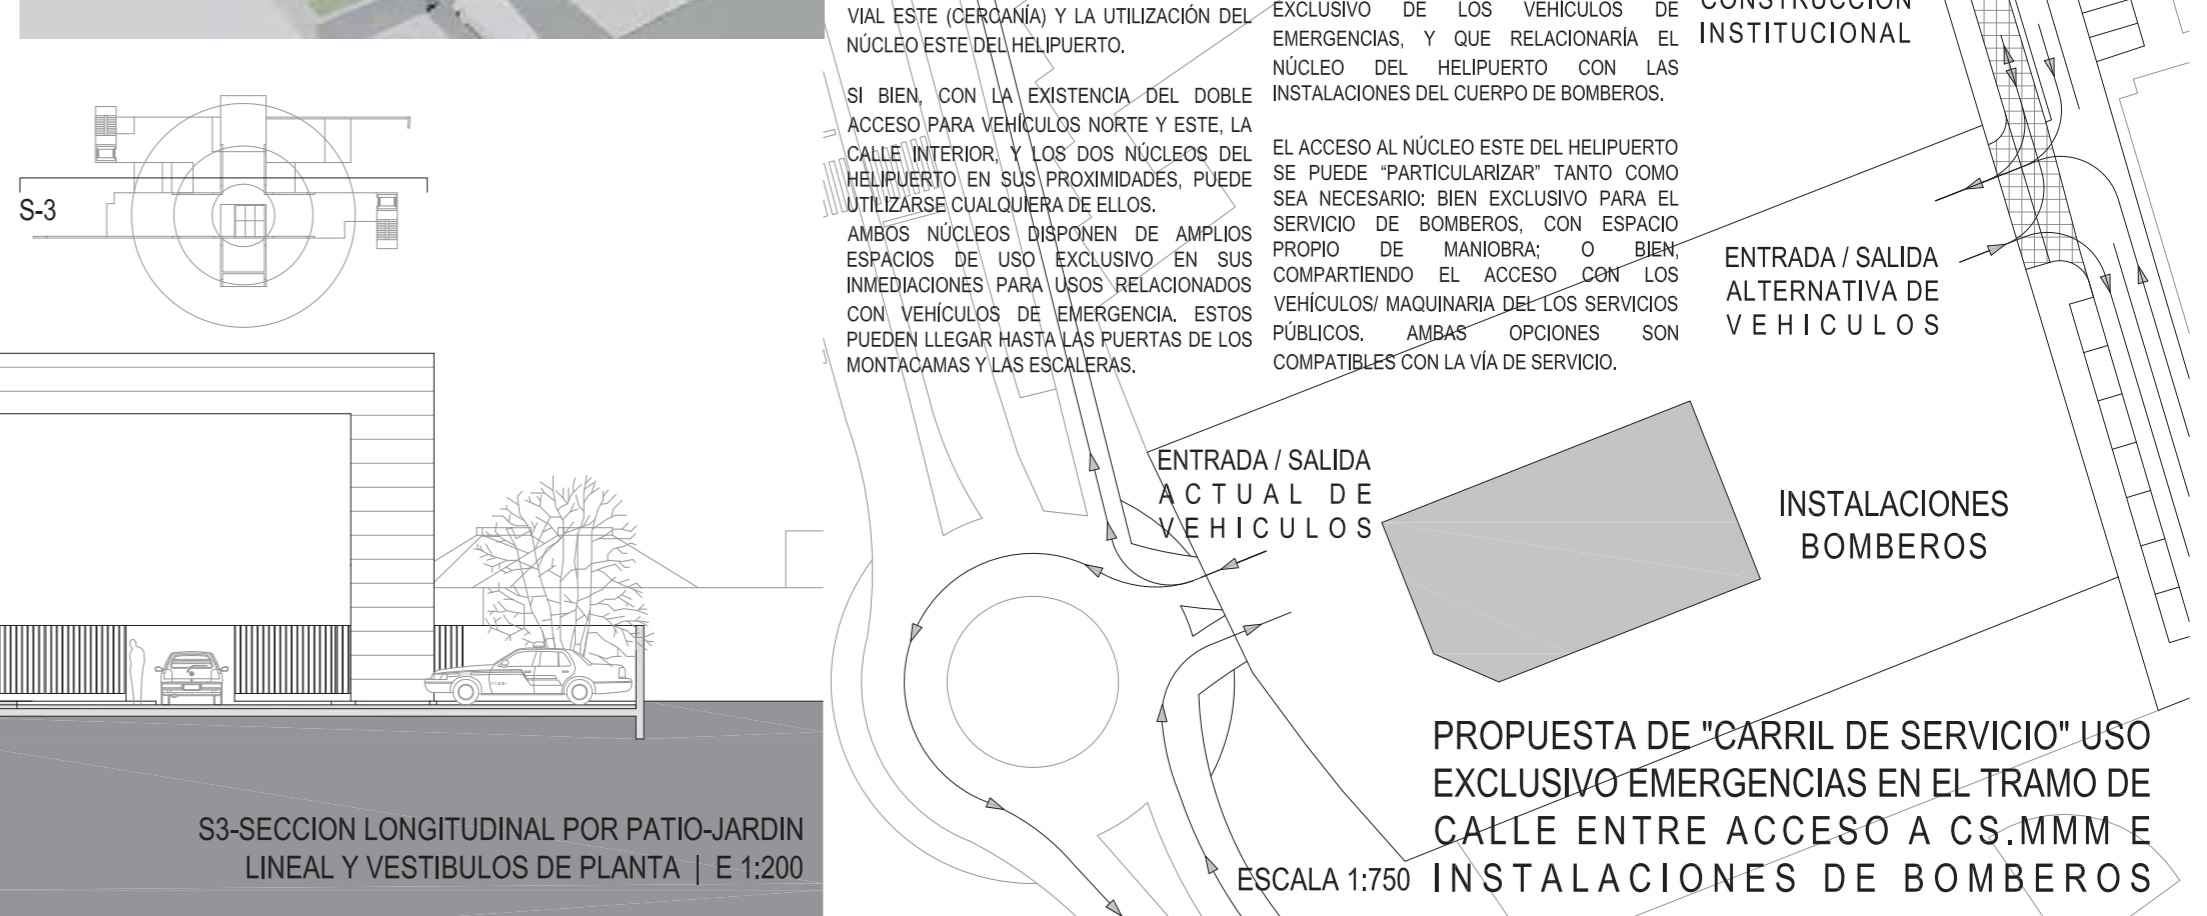 VIAL ESTE (CERCANÍA) Y LA UTILIZACIÓN DEL
NÚCLEO ESTE DEL HELIPUERTO.
SI BIEN, CON LA EXISTENCIA DEL DOBLE
ACCESO PARA VEHÍCULOS NORTE Y ESTE, LA
CALLE INTERIOR, Y LOS DOS NÚCLEOS DEL
HELIPUERTO EN SUS PROXIMIDADES, PUEDE
UTILIZARSE CUALQUIERA DE ELLOS.
AMBOS NÚCLEOS DISPONEN DE AMPLIOS
ESPACIOS DE USO EXCLUSIVO EN SUS
INMEDIACIONES PARA USOS RELACIONADOS
CON VEHÍCULOS DE EMERGENCIA. ESTOS
PUEDEN LLEGAR HASTA LAS PUERTAS DE LOS
MONTACAMAS Y LAS ESCALERAS.
EXCLUSIVO DE LOS VEHÍCULOS DE
EMERGENCIAS, Y QUE RELACIONARÍA EL
NÚCLEO DEL HELIPUERTO CON LAS
INSTALACIONES DEL CUERPO DE BOMBEROS.
EL ACCESO AL NÚCLEO ESTE DEL HELIPUERTO
SE PUEDE “PARTICULARIZAR” TANTO COMO
SEA NECESARIO: BIEN EXCLUSIVO PARA EL
SERVICIO DE BOMBEROS, CON ESPACIO
PROPIO DE MANIOBRA; O BIEN,
COMPARTIENDO EL ACCESO CON LOS
VEHÍCULOS/ MAQUINARIA DEL LOS SERVICIOS
PÚBLICOS. AMBAS OPCIONES SON
COMPATIBLES CON LA VÍA DE SERVICIO.
CONSTRUCCION
INSTITUCIONAL
S-3
ENTRADA / SALIDA
ALTERNATIVA DE
VEHICULOS
ENTRADA / SALIDA
ACTUAL DE
VEHICULOS
INSTALACIONES
BOMBEROS
S3-SECCION LONGITUDINAL POR PATIO-JARDIN
LINEAL Y VESTIBULOS DE PLANTA | E 1:200
PROPUESTA DE "CARRIL DE SERVICIO" USO
EXCLUSIVO EMERGENCIAS EN EL TRAMO DE
CALLE ENTRE ACCESO A CS.MMM E
INSTALACIONES DE BOMBEROS
ESCALA 1:750